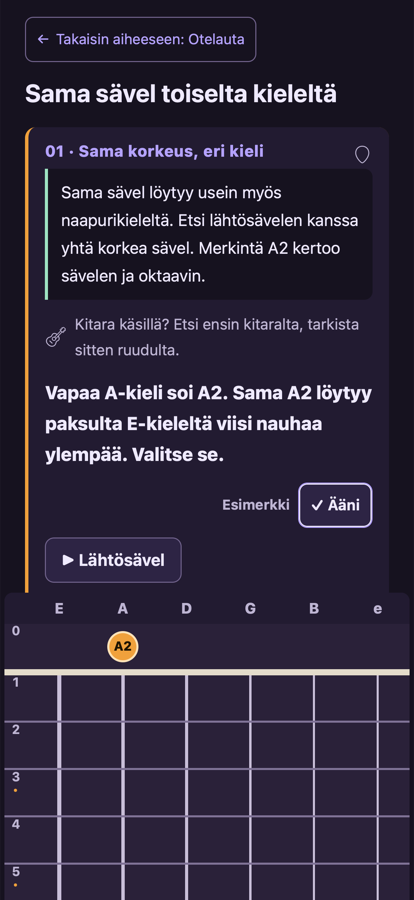 ← Takaisin aiheeseen: Otelauta
Sama sävel toiselta kieleltä
01 · Sama korkeus, eri kieli
Sama sävel löytyy usein myös
naapurikieleltä. Etsi lähtösävelen kanssa
yhtä korkea sävel. Merkintä A2 kertoo
sävelen ja oktaavin.
Kitara käsillä? Etsi ensin kitaralta, tarkista
sitten ruudulta.
Vapaa A-kieli soi A2. Sama A2 löytyy
paksulta E-kieleltä viisi nauhaa
ylempää. Valitse se.
Esimerkki ✓ Ääni
▶ Lähtösävel
E A D G B e
0 A2
1
2
3
4
5